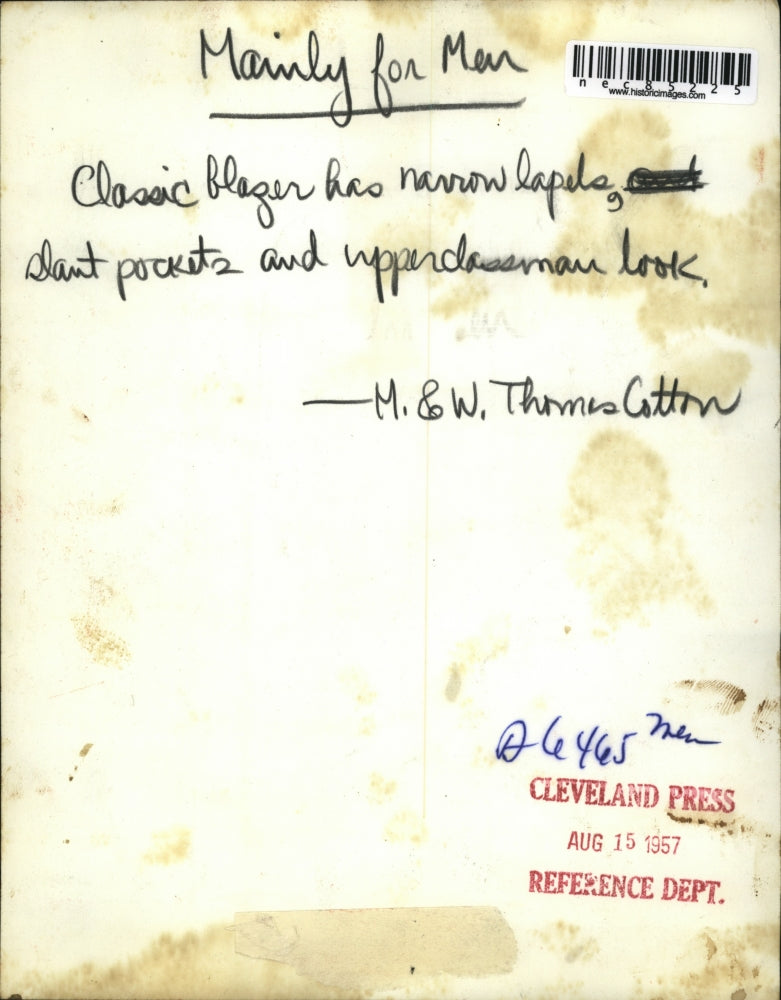 Mainly for Men
nec85225
www.historicimages.com
Classic blazer has narrow lapels,
slant pockets and upperclassman look.
—M. & W. Thomas Cotton
A6465 Men
CLEVELAND PRESS
AUG 15 1957
REFERENCE DEPT.